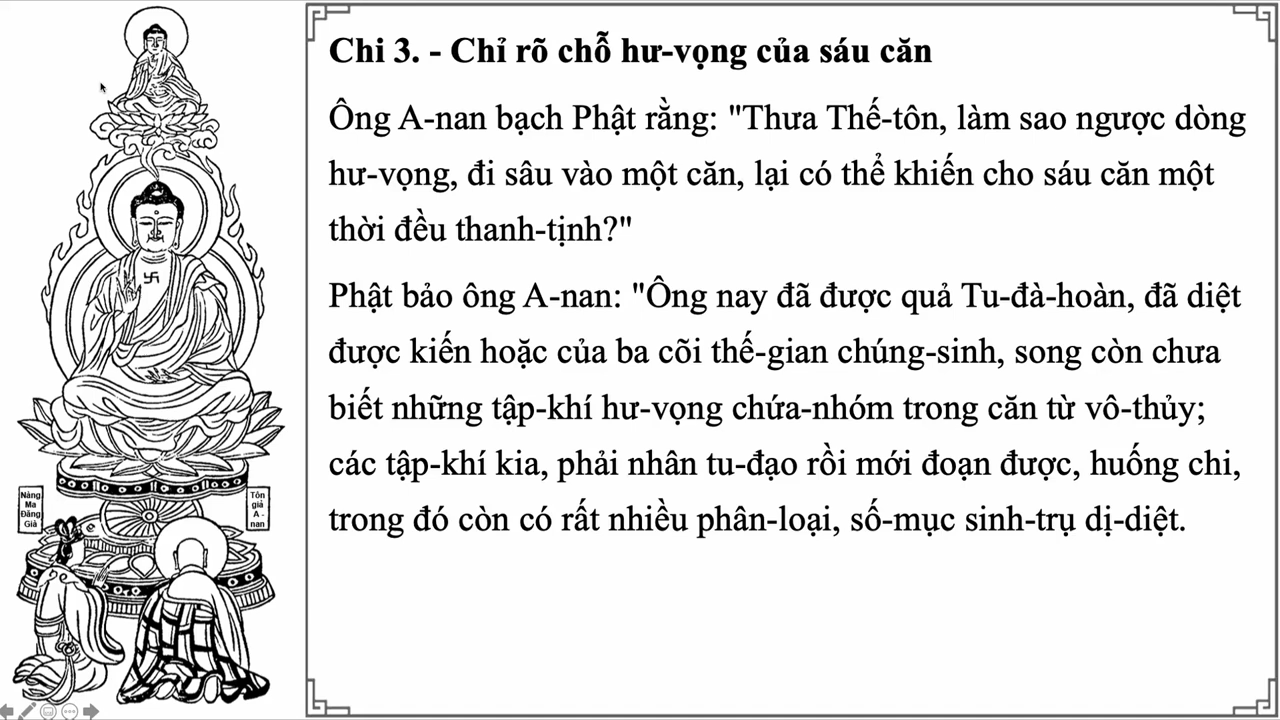 Chi 3. - Chỉ rõ chỗ hư-vọng của sáu căn
Ông A-nan bạch Phật rằng: "Thưa Thế-tôn, làm sao ngược dòng
hư-vọng, đi sâu vào một căn, lại có thể khiến cho sáu căn một
thời đều thanh-tịnh?"
Phật bảo ông A-nan: "Ông nay đã được quả Tu-đà-hoàn, đã diệt
được kiến hoặc của ba cõi thế-gian chúng-sinh, song còn chưa
biết những tập-khí hư-vọng chứa-nhóm trong căn từ vô-thủy;
các tập-khí kia, phải nhân tu-đạo rồi mới đoạn được, huống chi,
trong đó còn có rất nhiều phân-loại, số-mục sinh-trụ dị-diệt.
Nàng
Ma
Đăng
Già
Tôn
giả
A -
nan
卐